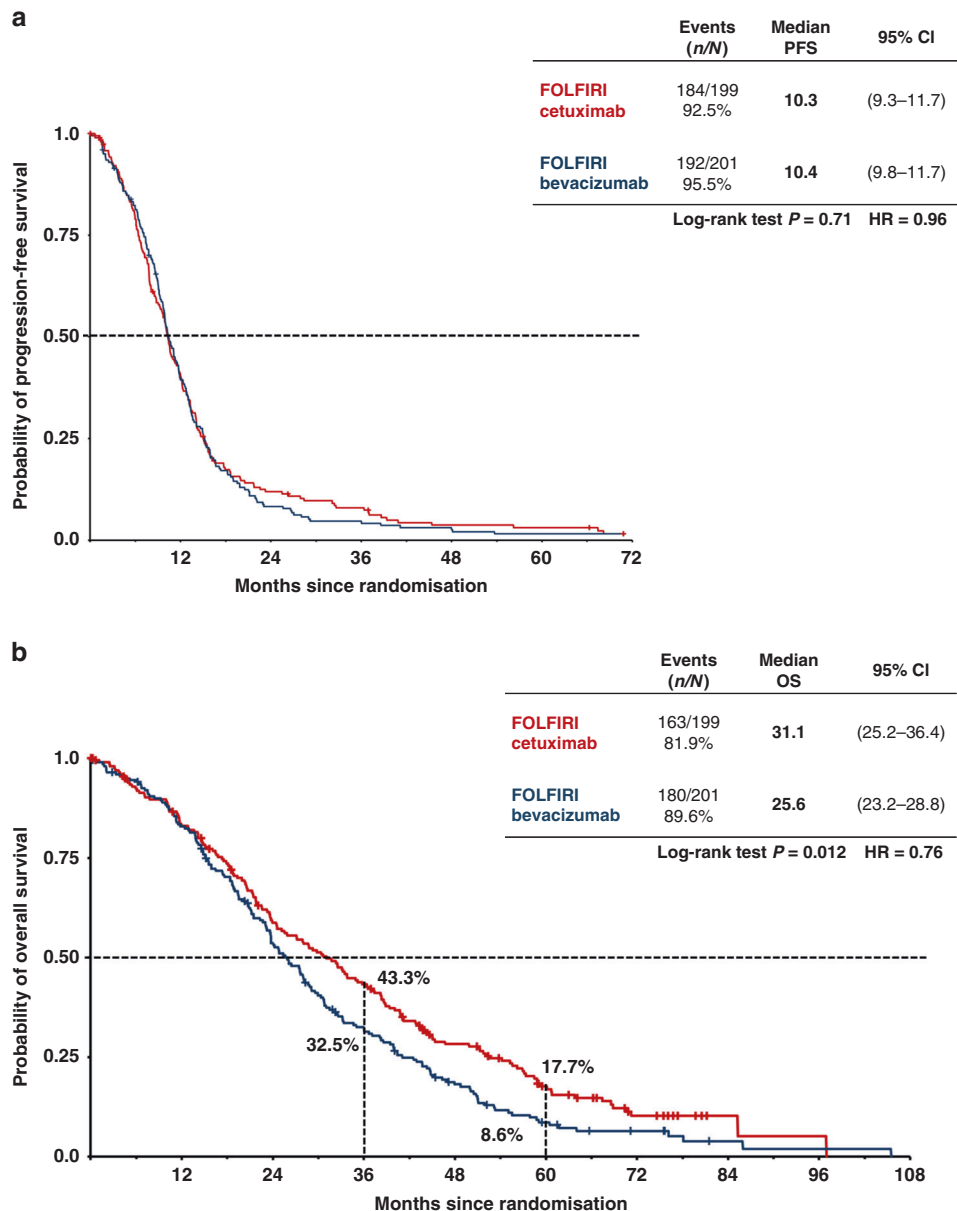 a
Events Median 95% CI
(n/N) PFS
FOLFIRI 184/199 10.3 (9.3–11.7)
cetuximab 92.5%
FOLFIRI 192/201 10.4 (9.8–11.7)
bevacizumab 95.5%
Log-rank test P = 0.71 HR = 0.96
Probability of progression-free survival
1.0
0.75
0.50
0.25
0.0
12 24 36 48 60 72
Months since randomisation
b
Events Median 95% CI
(n/N) OS
FOLFIRI 163/199 31.1 (25.2–36.4)
cetuximab 81.9%
FOLFIRI 180/201 25.6 (23.2–28.8)
bevacizumab 89.6%
Log-rank test P = 0.012 HR = 0.76
Probability of overall survival
1.0
0.75
0.50
0.25
0.0
43.3%
32.5%
17.7%
8.6%
12 24 36 48 60 72 84 96 108
Months since randomisation